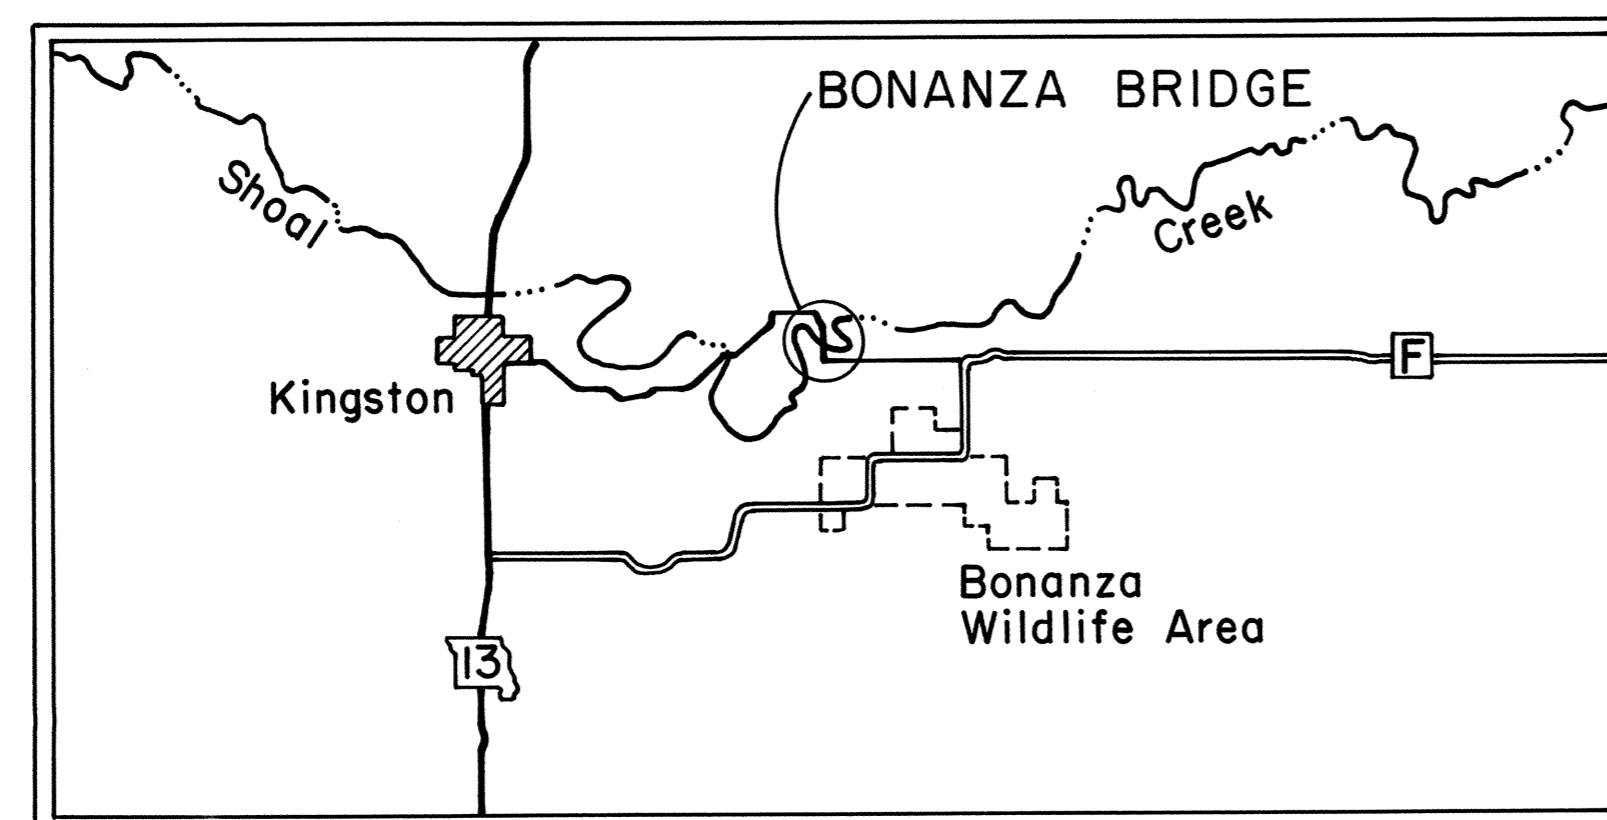 BONANZA BRIDGE
Shoal
Creek
F
Kingston
Bonanza
Wildlife Area
13